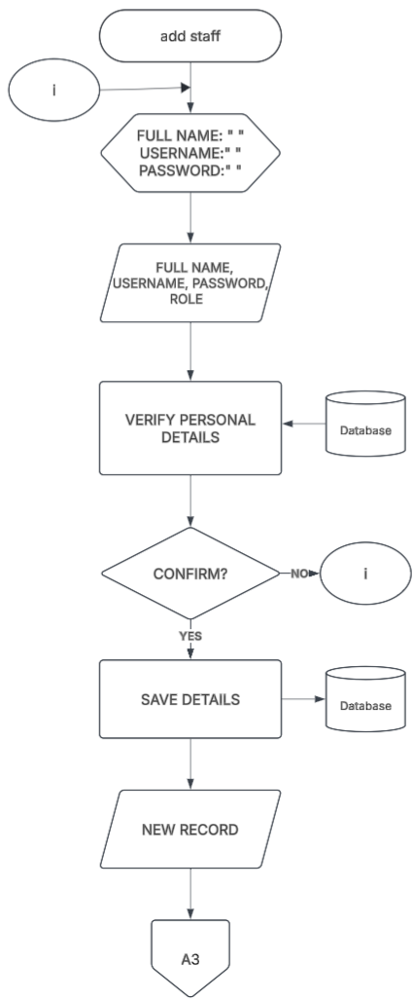 add staff
i
FULL NAME: " "
USERNAME:" "
PASSWORD:" "
FULL NAME,
USERNAME, PASSWORD,
ROLE
VERIFY PERSONAL
DETAILS
Database
CONFIRM?
NO
i
YES
SAVE DETAILS
Database
NEW RECORD
A3